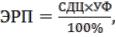 ЭРП = СДЦ×УФ / 100% ,